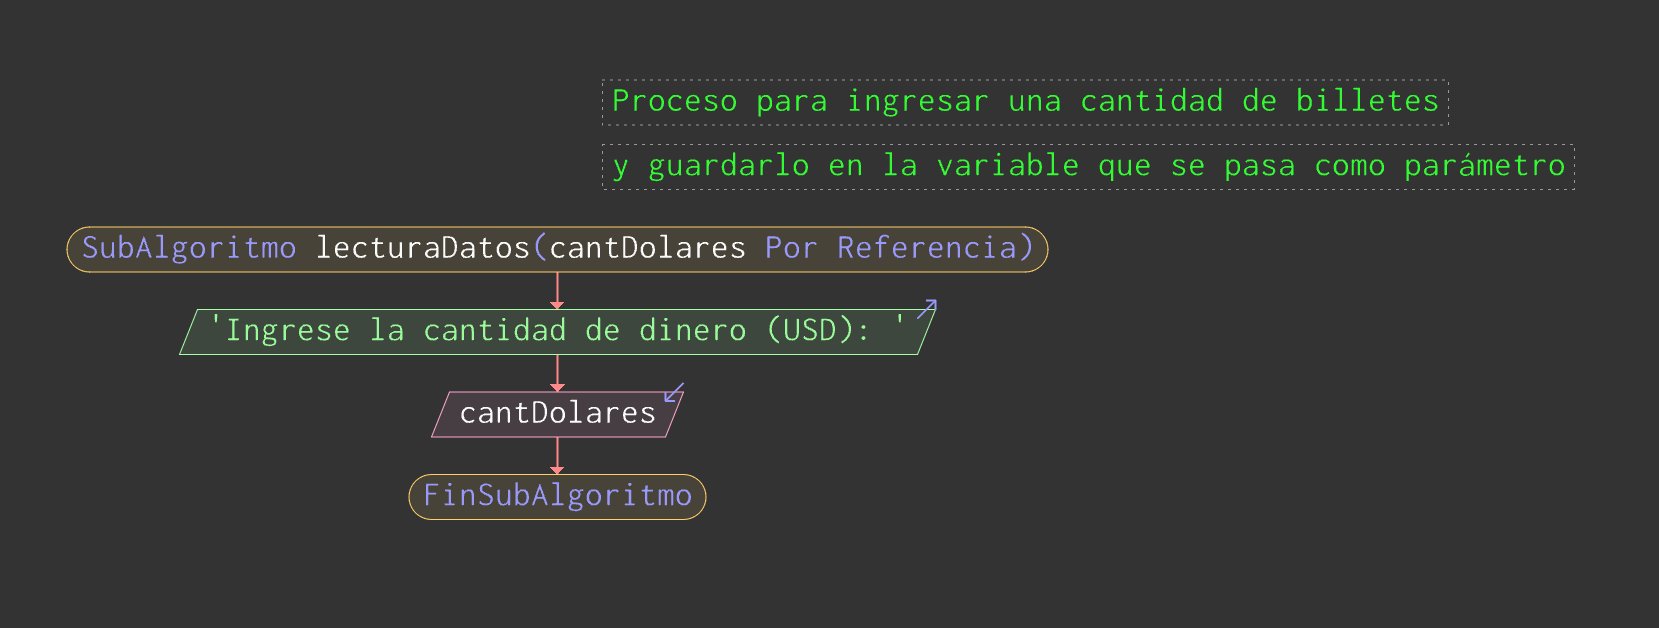 Proceso para ingresar una cantidad de billetes
y guardarlo en la variable que se pasa como parámetro
SubAlgoritmo lecturaDatos(cantDolares Por Referencia)
'Ingrese la cantidad de dinero (USD): '
cantDolares
FinSubAlgoritmo